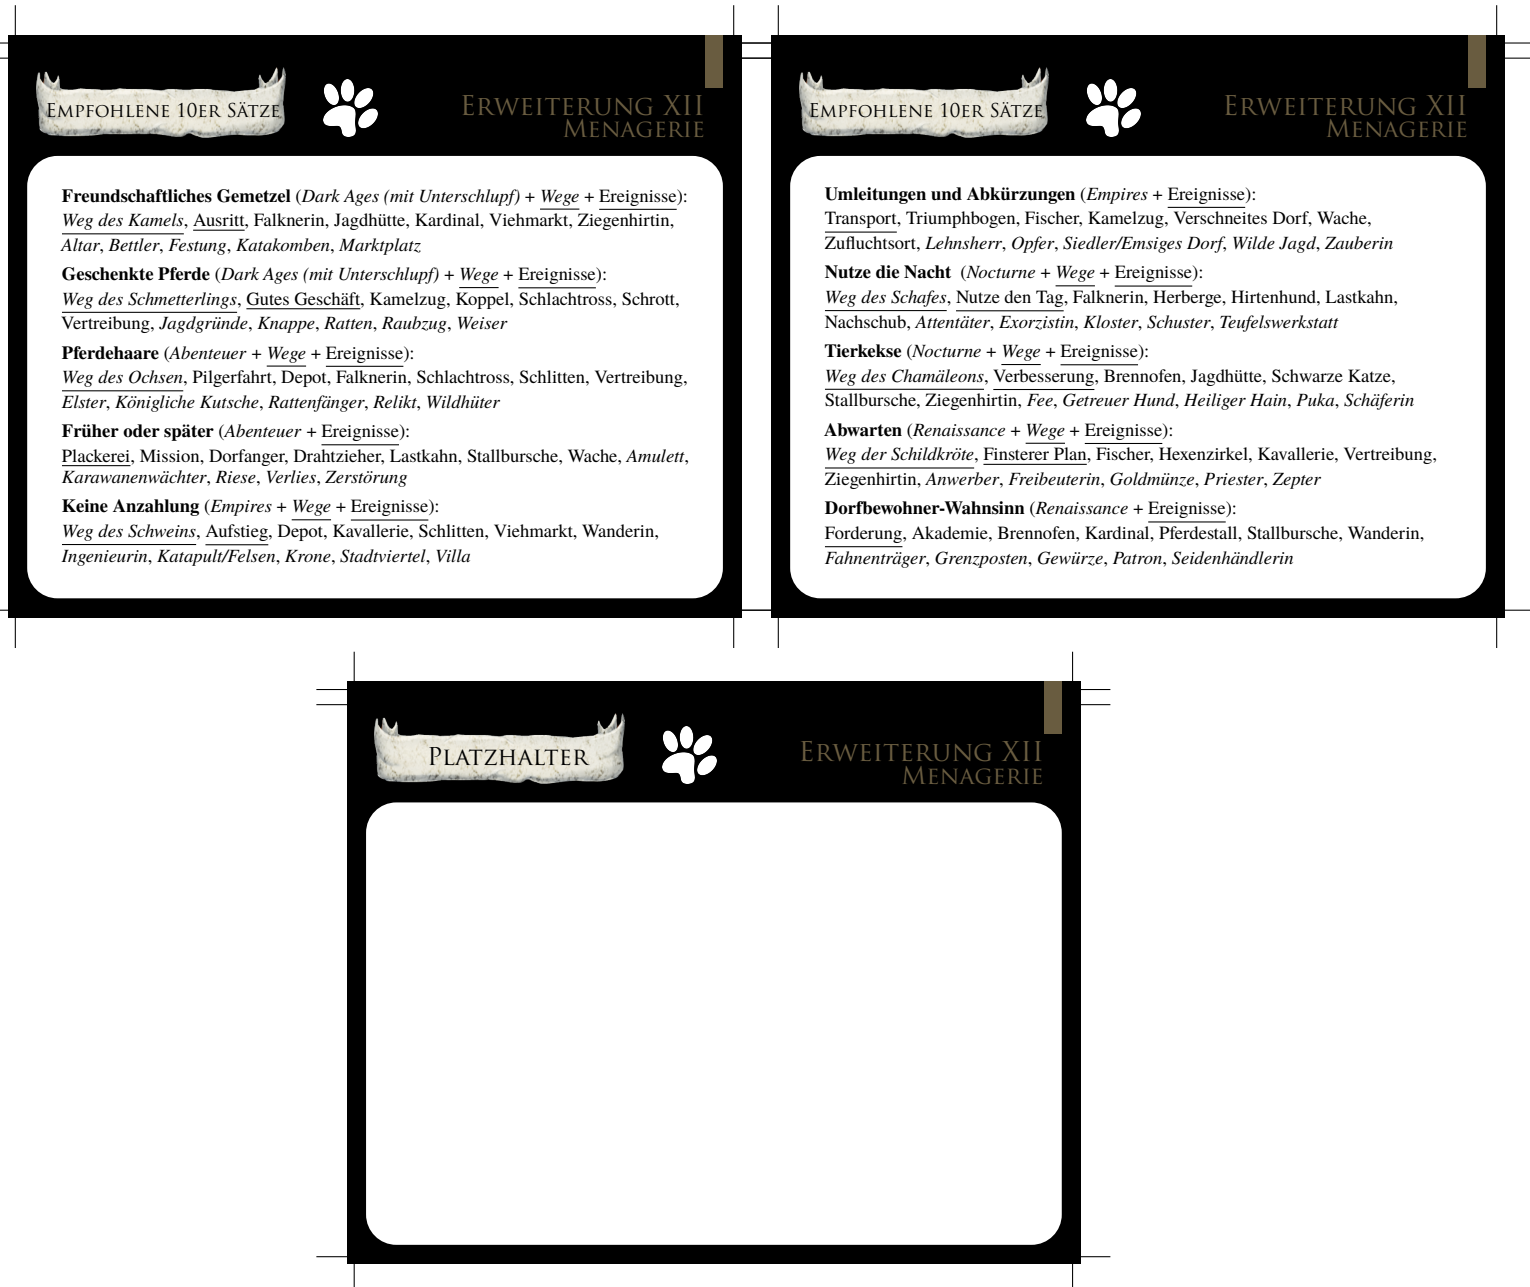 EMPFOHLENE 10ER SÄTZE
ERWEITERUNG XII
MENAGERIE
Freundschaftliches Gemetzel (Dark Ages (mit Unterschlupf) + Wege + Ereignisse):
Weg des Kamels, Ausritt, Falknerin, Jagdhütte, Kardinal, Viehmarkt, Ziegenhirtin,
Altar, Bettler, Festung, Katakomben, Marktplatz
Geschenkte Pferde (Dark Ages (mit Unterschlupf) + Wege + Ereignisse):
Weg des Schmetterlings, Gutes Geschäft, Kamelzug, Koppel, Schlachtross, Schrott,
Vertreibung, Jagdgründe, Knappe, Ratten, Raubzug, Weiser
Pferdehaare (Abenteuer + Wege + Ereignisse):
Weg des Ochsen, Pilgerfahrt, Depot, Falknerin, Schlachtross, Schlitten, Vertreibung,
Elster, Königliche Kutsche, Rattenfänger, Relikt, Wildhüter
Früher oder später (Abenteuer + Ereignisse):
Plackerei, Mission, Dorfanger, Drahtzieher, Lastkahn, Stallbursche, Wache, Amulett,
Karawanenwächter, Riese, Verlies, Zerstörung
Keine Anzahlung (Empires + Wege + Ereignisse):
Weg des Schweins, Aufstieg, Depot, Kavallerie, Schlitten, Viehmarkt, Wanderin,
Ingenieurin, Katapult/Felsen, Krone, Stadtviertel, Villa
EMPFOHLENE 10ER SÄTZE
ERWEITERUNG XII
MENAGERIE
Umleitungen und Abkürzungen (Empires + Ereignisse):
Transport, Triumphbogen, Fischer, Kamelzug, Verschneites Dorf, Wache,
Zufluchtsort, Lehnsherr, Opfer, Siedler/Emsiges Dorf, Wilde Jagd, Zauberin
Nutze die Nacht (Nocturne + Wege + Ereignisse):
Weg des Schafes, Nutze den Tag, Falknerin, Herberge, Hirtenhund, Lastkahn,
Nachschub, Attentäter, Exorzistin, Kloster, Schuster, Teufelswerkstatt
Tierkekse (Nocturne + Wege + Ereignisse):
Weg des Chamäleons, Verbesserung, Brennofen, Jagdhütte, Schwarze Katze,
Stallbursche, Ziegenhirtin, Fee, Getreuer Hund, Heiliger Hain, Puka, Schäferin
Abwarten (Renaissance + Wege + Ereignisse):
Weg der Schildkröte, Finsterer Plan, Fischer, Hexenzirkel, Kavallerie, Vertreibung,
Ziegenhirtin, Anwerber, Freibeuterin, Goldmünze, Priester, Zepter
Dorfbewohner-Wahnsinn (Renaissance + Ereignisse):
Forderung, Akademie, Brennofen, Kardinal, Pferdestall, Stallbursche, Wanderin,
Fahnenträger, Grenzposten, Gewürze, Patron, Seidenhändlerin
PLATZHALTER
ERWEITERUNG XII
MENAGERIE